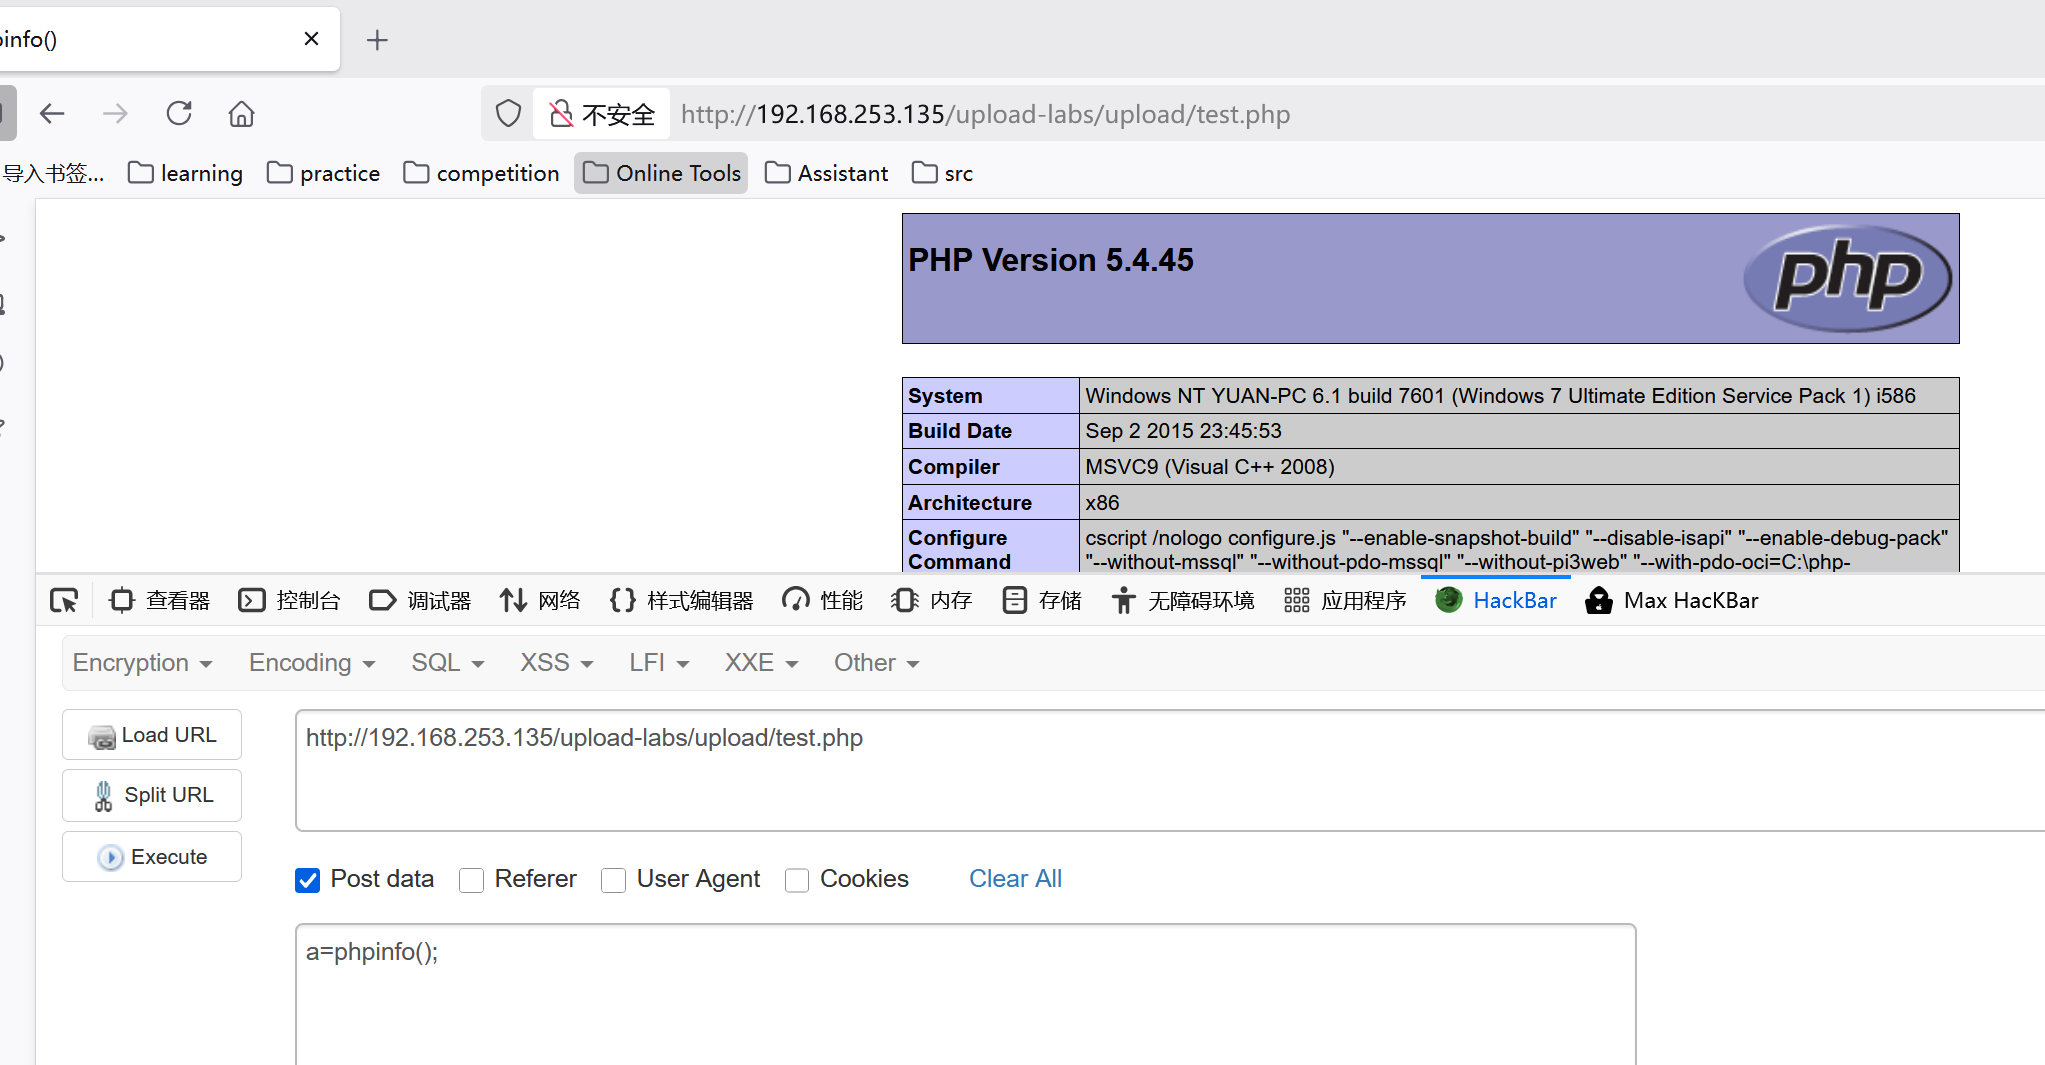 pinfo()
不安全 http://192.168.253.135/upload-labs/upload/test.php
导入书签... learning practice competition Online Tools Assistant src
PHP Version 5.4.45
php
System Windows NT YUAN-PC 6.1 build 7601 (Windows 7 Ultimate Edition Service Pack 1) i586
Build Date Sep 2 2015 23:45:53
Compiler MSVC9 (Visual C++ 2008)
Architecture x86
Configure Command cscript /nologo configure.js "--enable-snapshot-build" "--disable-isapi" "--enable-debug-pack"
"--without-mssql" "--without-pdo-mssql" "--without-pi3web" "--with-pdo-oci=C:\php-
查看器 控制台 调试器 网络 样式编辑器 性能 内存 存储 无障碍环境 应用程序 HackBar Max HacKBar
Encryption Encoding SQL XSS LFI XXE Other
Load URL
http://192.168.253.135/upload-labs/upload/test.php
Split URL
Execute
Post data Referer User Agent Cookies Clear All
a=phpinfo();